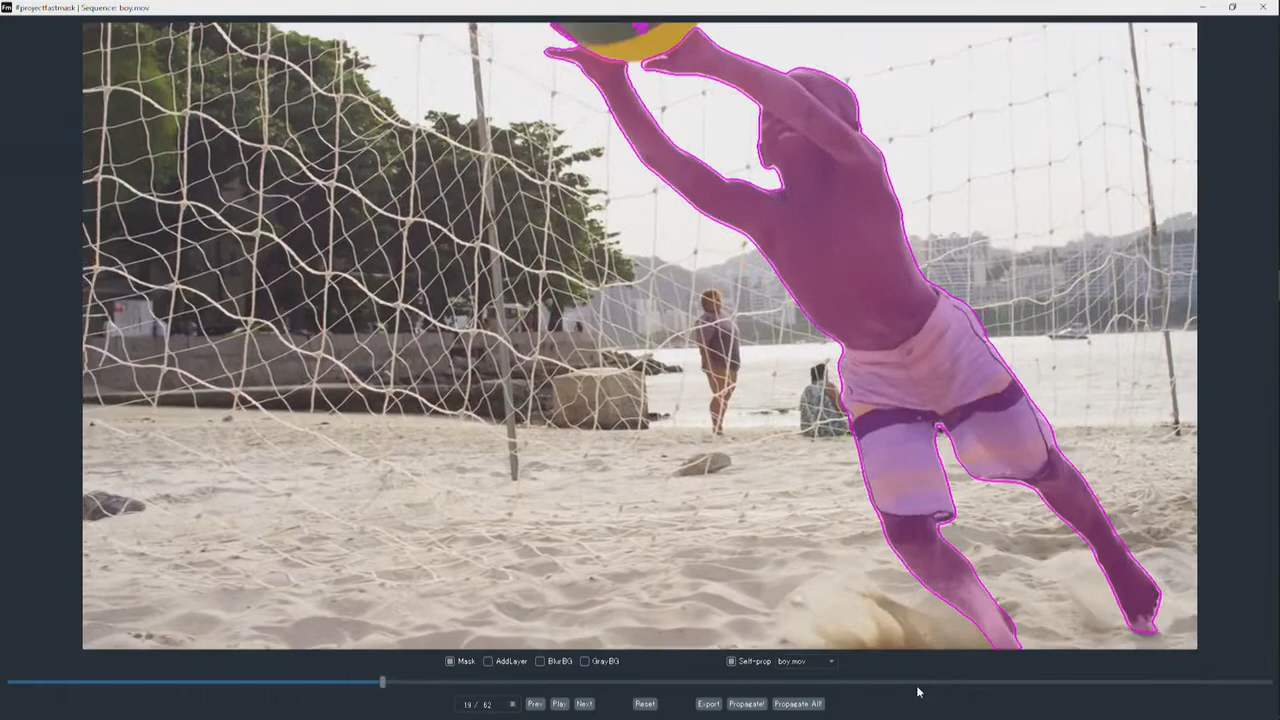 Fm #projectfastmask | Sequence: boy.mov
Mask AddLayer BlurBG GrayBG Self-prop boy.mov
19 / 62 Prev Play Next Reset Export Propagate! Propagate All!